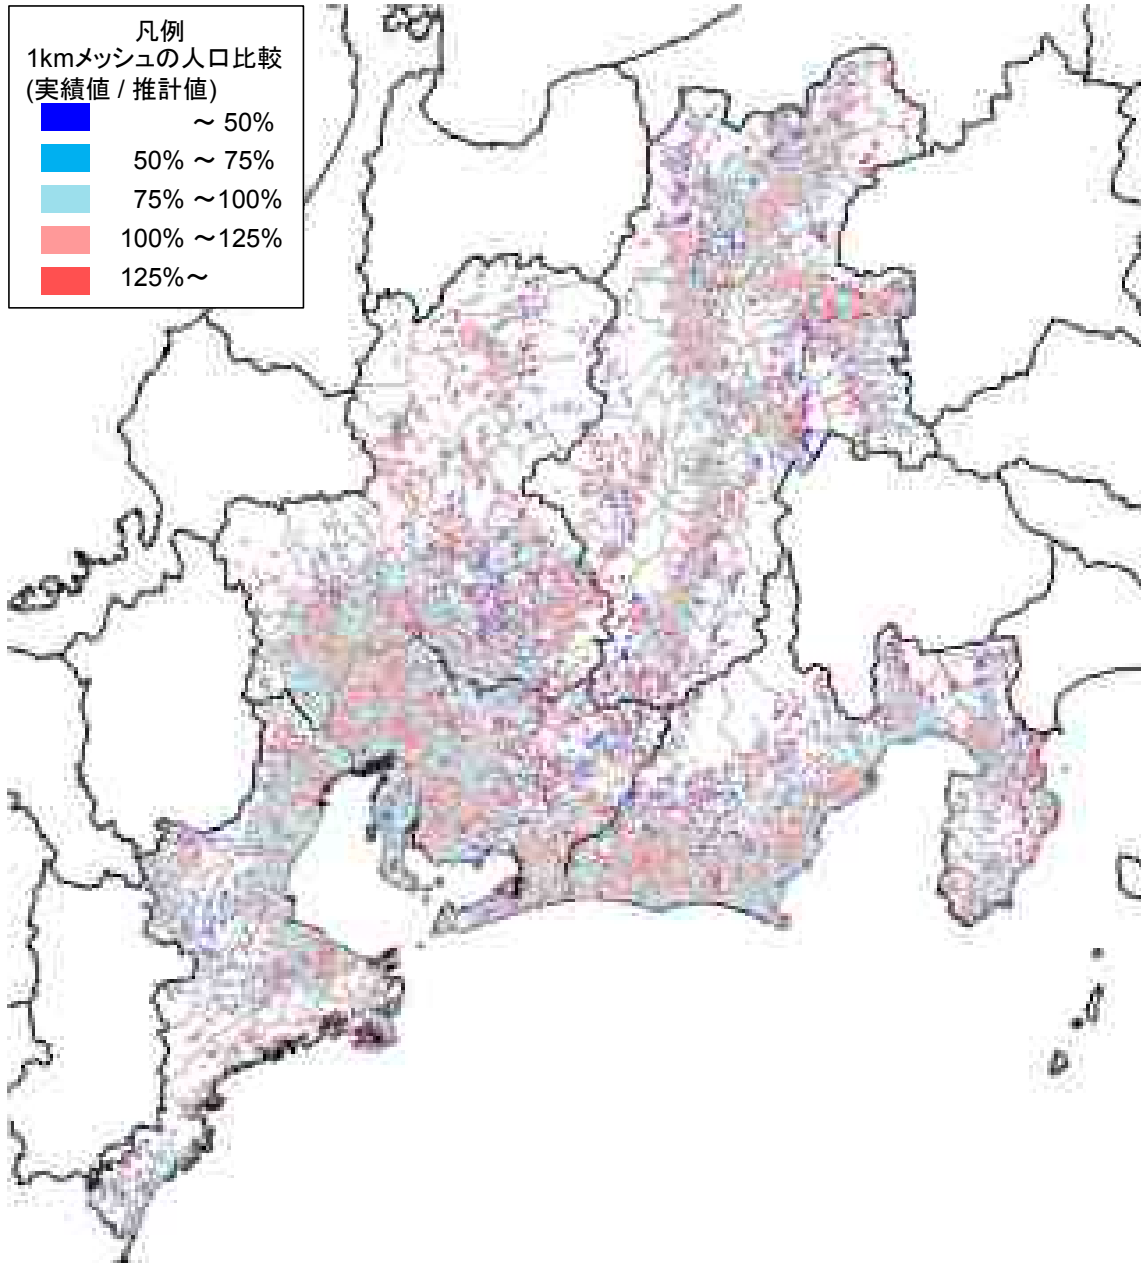 凡例
1kmメッシュの人口比較
(実績値 / 推計値)
～ 50%
50% ～ 75%
75% ～100%
100% ～125%
125%～